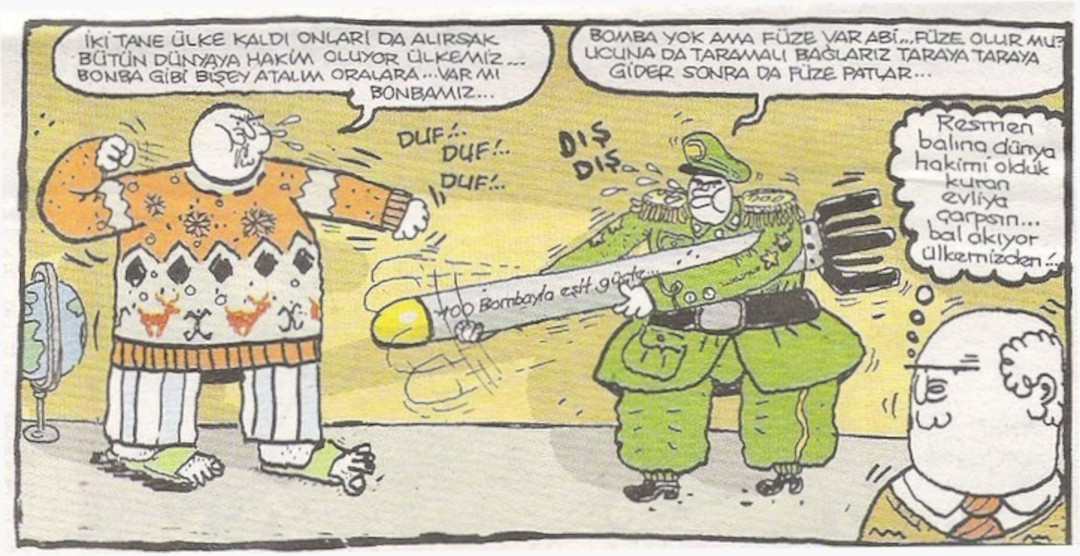 İKİ TANE ÜLKE KALDI ONLARI DA ALIRSAK
BÜTÜN DÜNYAYA HAKİM OLUYOR ÜLKEMİZ...
BONBA GİBİ BİŞEY ATALIM ORALARA...VAR MI
BONBAMIZ...
BOMBA YOK AMA FÜZE VAR ABİ...FÜZE OLUR MU?
UCUNA DA TARAMALI BAĞLARIZ TARAYA TARAYA
GİDER SONRA DA FÜZE PATLAR...
DUF!..
DUF!..
DUF!..
DIŞ
DIŞ
100 Bombayla eşit güçte...
Resmen
balına dünya
hakimi olduk
kuran
evliya
çarpsın...
bal akıyor
ülkemizden!..